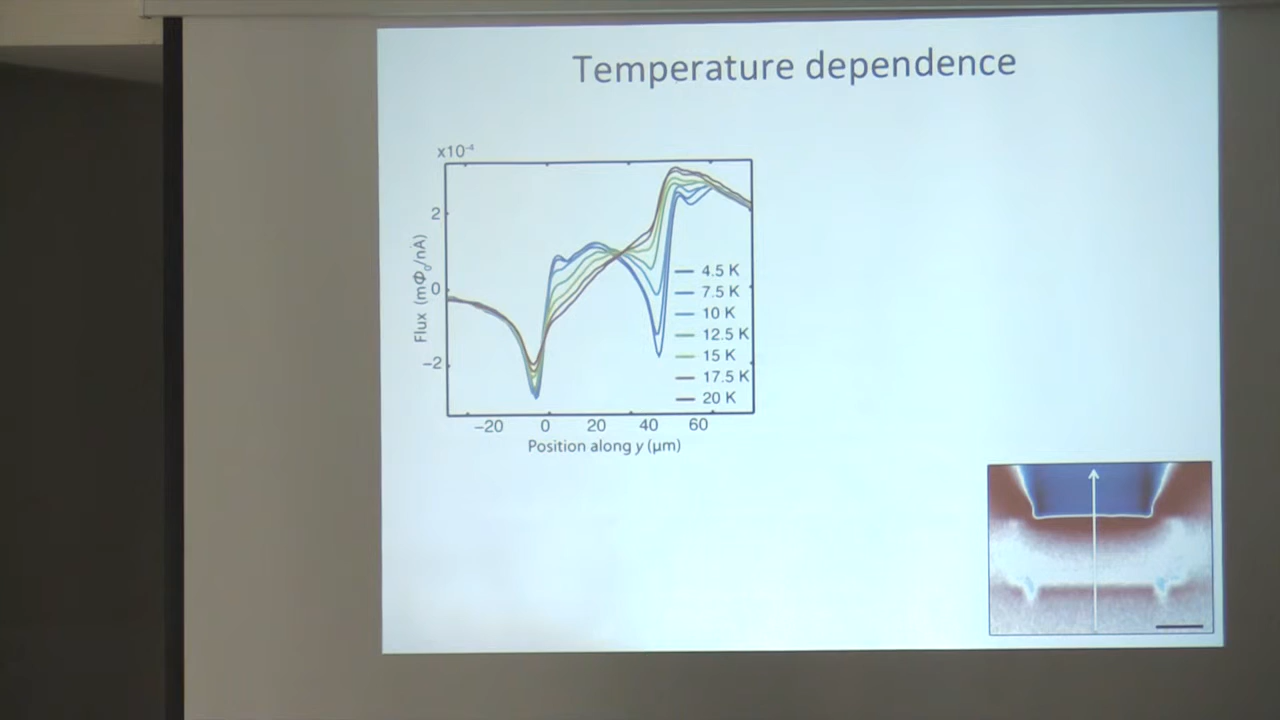 Temperature dependence
x10⁻⁴
2
0
−2
Flux (mΦ₀/nA)
4.5 K
7.5 K
10 K
12.5 K
15 K
17.5 K
20 K
−20 0 20 40 60
Position along y (μm)